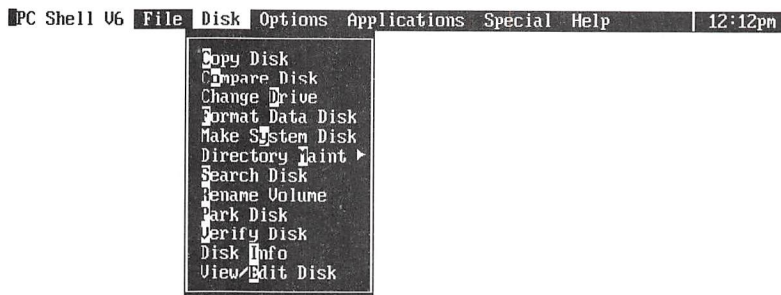 PC Shell V6 File Disk Options Applications Special Help 12:12pm
Copy Disk
Compare Disk
Change Drive
Format Data Disk
Make System Disk
Directory Maint ▶
Search Disk
Rename Volume
Park Disk
Verify Disk
Disk Info
View/Edit Disk